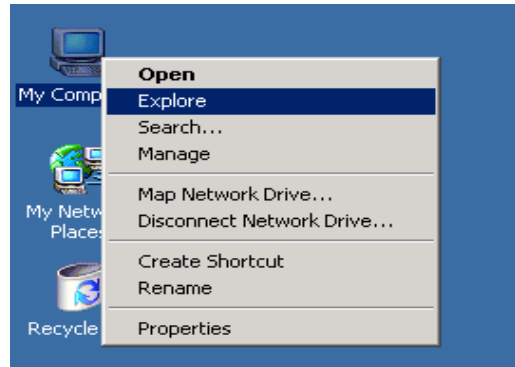 My Comp
Open
Explore
Search...
Manage
Map Network Drive...
Disconnect Network Drive...
My Netw
Place
Create Shortcut
Rename
Recycle
Properties